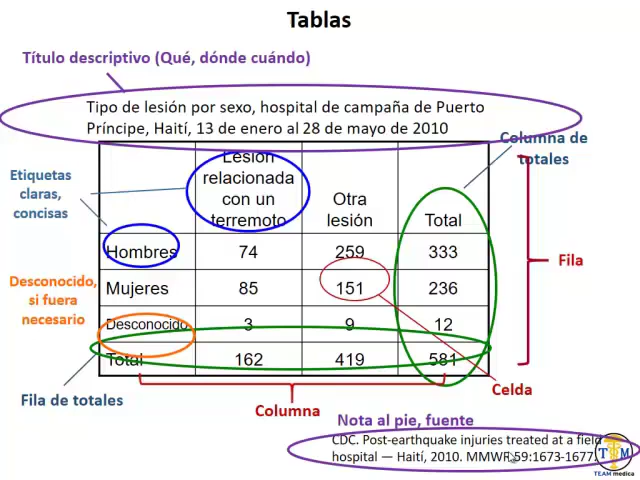 Tablas
Título descriptivo (Qué, dónde cuándo)
Tipo de lesión por sexo, hospital de campaña de Puerto
Príncipe, Haití, 13 de enero al 28 de mayo de 2010
Columna de
totales
Etiquetas
claras,
concisas
Lesión
relacionada
con un
terremoto
Otra
lesión
Total
Hombres 74 259 333
Mujeres 85 151 236
Desconocido 3 9 12
Total 162 419 581
Desconocido,
si fuera
necesario
Fila
Fila de totales
Columna
Celda
Nota al pie, fuente
CDC. Post-earthquake injuries treated at a field
hospital — Haití, 2010. MMWR 59:1673-1677.
TM
TEAM medica